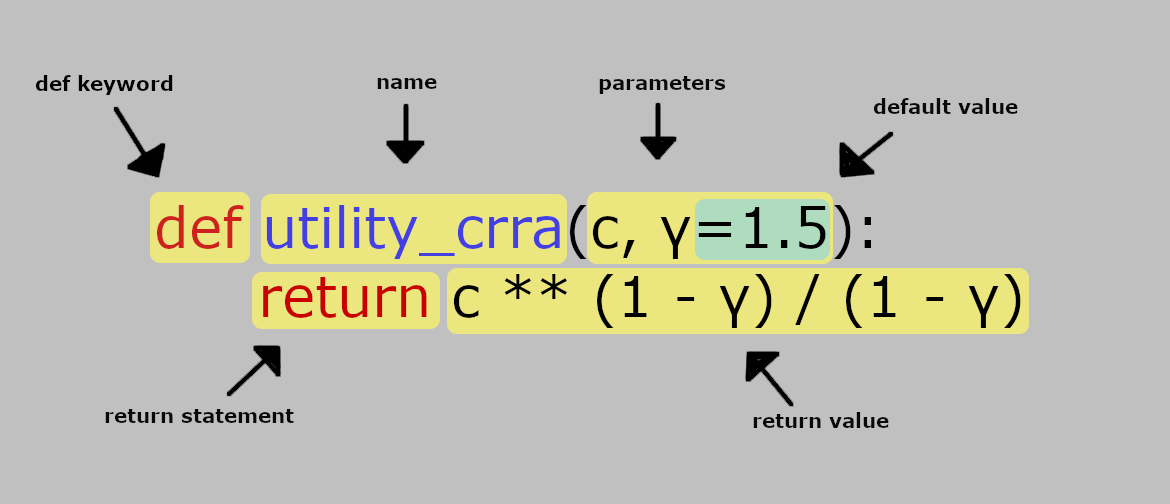 def keyword
name
parameters
default value
def utility_crra(c, γ=1.5):
return c ** (1 - γ) / (1 - γ)
return statement
return value